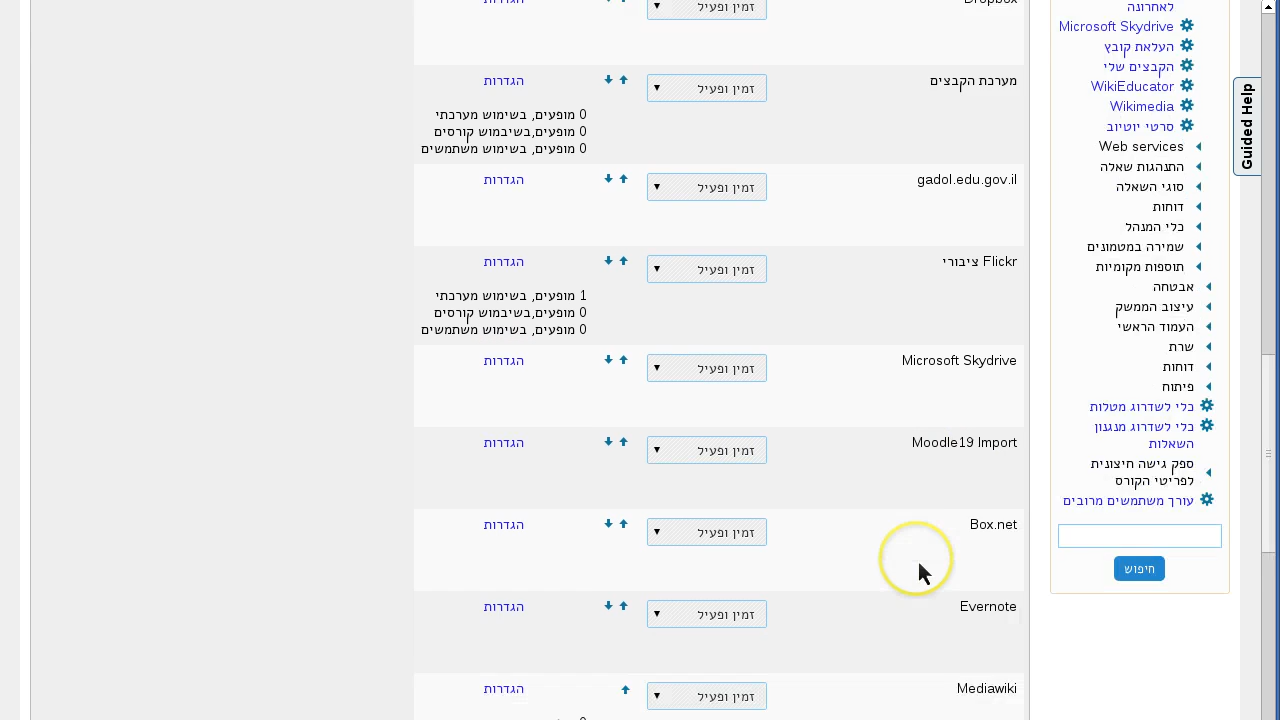 Dropbox
זמין ופעיל
הגדרות
מערכת הקבצים
זמין ופעיל
הגדרות
0 מופעים, בשימוש מערכתי
0 מופעים,בשיבמוש קורסים
0 מופעים, בשימוש משתמשים
gadol.edu.gov.il
זמין ופעיל
הגדרות
Flickr ציבורי
זמין ופעיל
הגדרות
1 מופעים, בשימוש מערכתי
0 מופעים,בשיבמוש קורסים
0 מופעים, בשימוש משתמשים
Microsoft Skydrive
זמין ופעיל
הגדרות
Moodle19 Import
זמין ופעיל
הגדרות
Box.net
זמין ופעיל
הגדרות
Evernote
זמין ופעיל
הגדרות
Mediawiki
זמין ופעיל
הגדרות
לאחרונה
Microsoft Skydrive
העלאת קובץ
הקבצים שלי
WikiEducator
Wikimedia
סרטי יוטיוב
Web services
התנהגות שאלה
סוגי השאלה
דוחות
כלי המנהל
שמירה במטמונים
תוספות מקומיות
אבטחה
עיצוב הממשק
העמוד הראשי
שרת
דוחות
פיתוח
כלי לשדרוג מטלות
כלי לשדרוג מנגנון
השאלות
ספק גישה חיצונית
לפריטי הקורס
עורך משתמשים מרובים
חיפוש
Guided Help